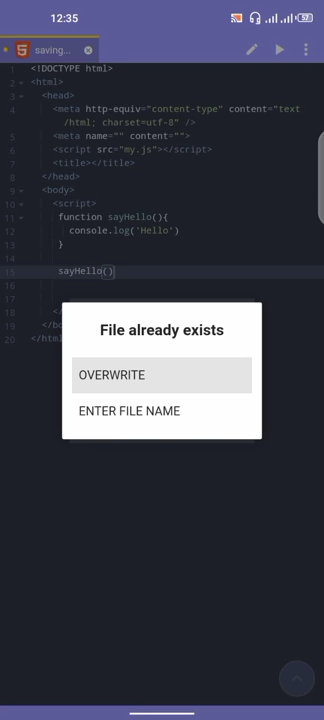 12:35
57
saving...
1 <!DOCTYPE html>
2 <html>
3 <head>
4 <meta http-equiv="content-type" content="text
/html; charset=utf-8" />
5 <meta name="" content="">
6 <script src="my.js"></script>
7 <title></title>
8 </head>
9 <body>
10 <script>
11 function sayHello(){
12 console.log('Hello')
13 }
14
15 sayHello()
16
17
18 </
19 </bo
20 </html
File already exists
OVERWRITE
ENTER FILE NAME